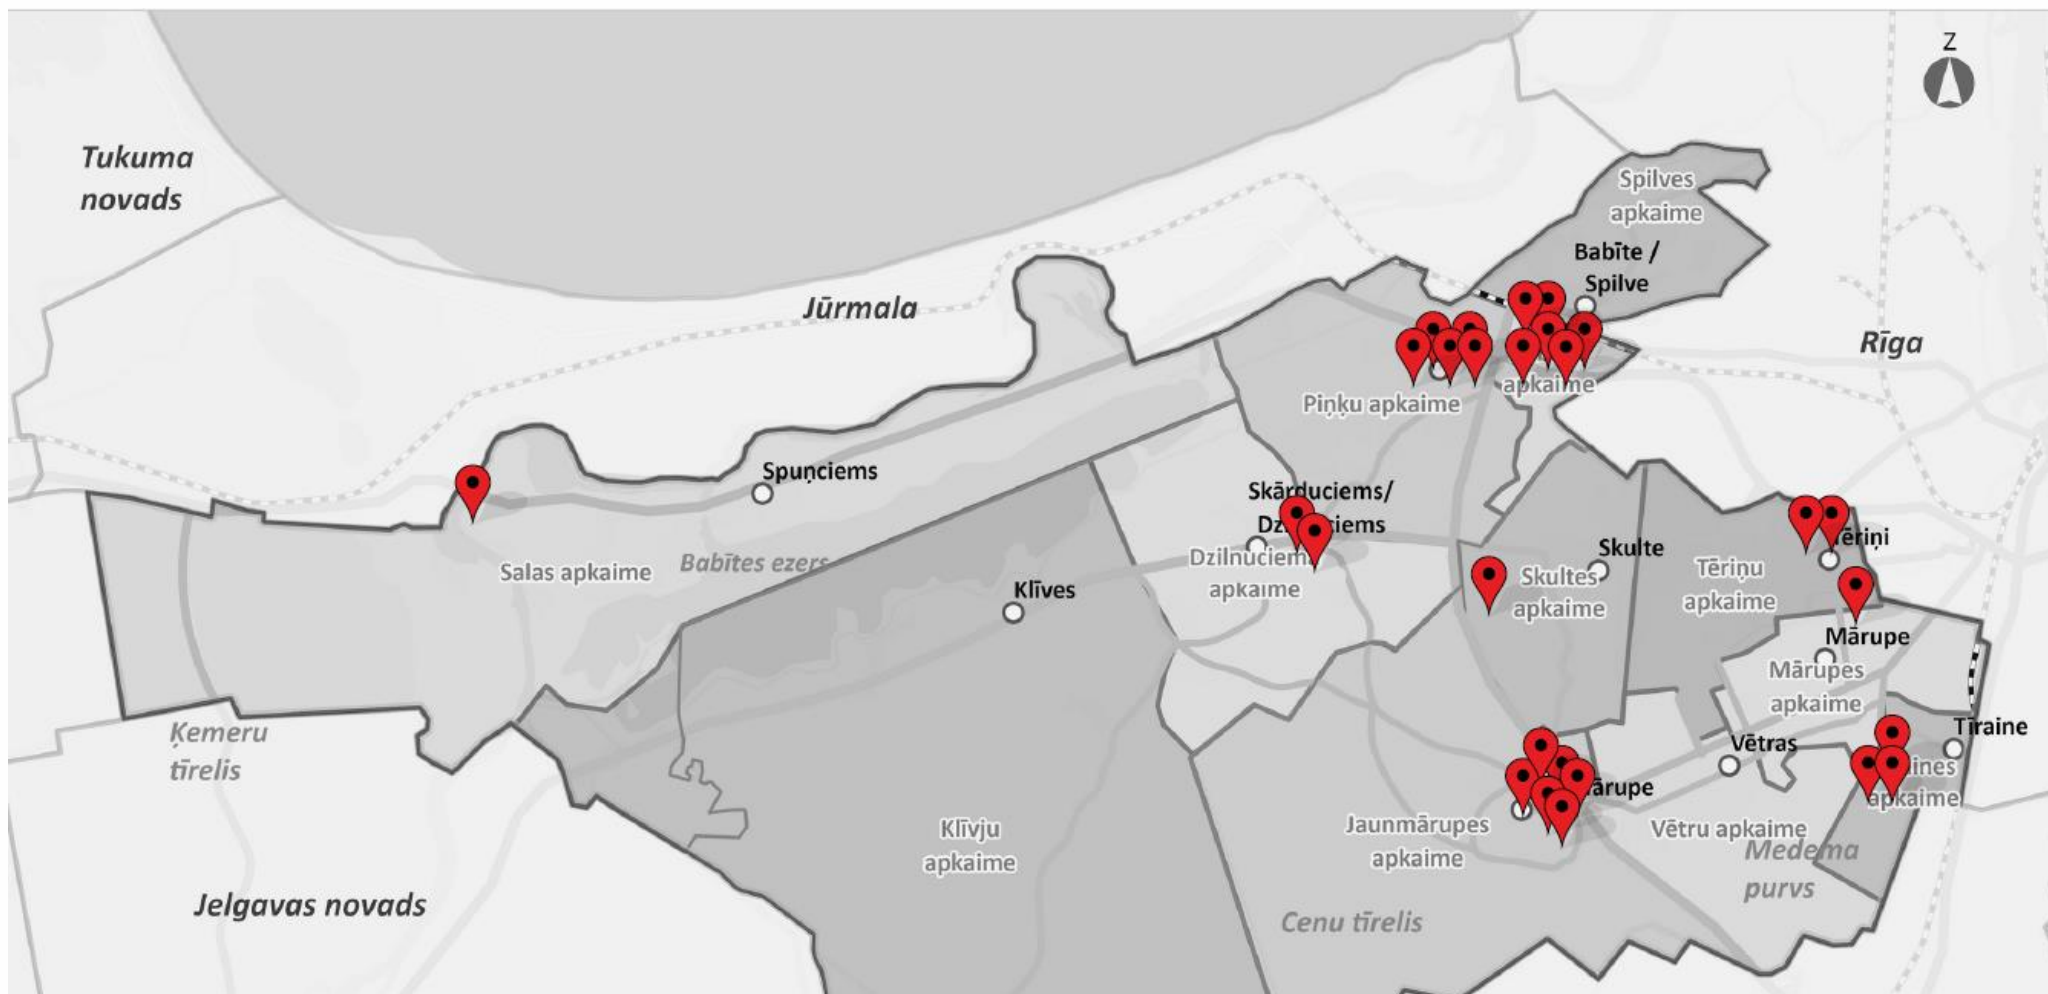 Z
Tukuma
novads
Spilves
apkaime
Babīte /
Spilve
Jūrmala
Rīga
apkaime
Piņķu apkaime
Spuņciems
Skārduciems/
Salas apkaime
Babītes ezers
Dzilnuciema
apkaime
Klīves
Skulte
Skultes
apkaime
Tēriņu
apkaime
Tēriņi
Mārupe
Mārupes
apkaime
Ķemeru
tīrelis
Tīraine
Vētras
apkaime
Jaunmārupes
apkaime
Klīvju
apkaime
Vētru apkaime
Medema
purvs
Jelgavas novads
Cenu tīrelis